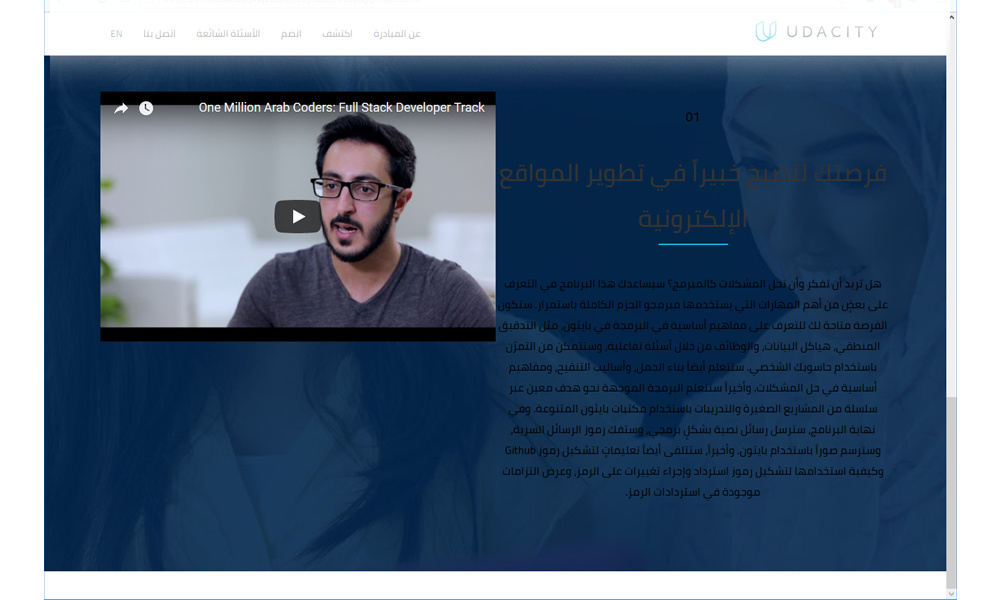 UDACITY
عن المبادرة
اكتشف
انضم
الأسئلة الشائعة
اتصل بنا
EN
One Million Arab Coders: Full Stack Developer Track
01
فرصتك لتصبح خبيراً في تطوير المواقع
الإلكترونية
هل تريد أن تفكر وأن تحل المشكلات كالمبرمج؟ سيساعدك هذا البرنامج في التعرف
على بعضٍ من أهم المهارات التي يستخدمها مبرمجو الحزم الكاملة باستمرار. ستكون
الفرصة متاحة لك للتعرف على مفاهيم أساسية في البرمجة في بايثون، مثل التدقيق
المنطقي، هياكل البيانات، والوظائف من خلال أسئلة تفاعلية، وستتمكن من التمرّن
باستخدام حاسوبك الشخصي. ستتعلم أيضاً بناء الجمل، وأساليب التنقيح، ومفاهيم
أساسية في حل المشكلات. وأخيراً ستتعلم البرمجة الموجهة نحو هدف معين عبر
سلسلة من المشاريع الصغيرة والتدريبات باستخدام مكتبات بايثون المتنوعة. وفي
نهاية البرنامج، سترسل رسائل نصية بشكلٍ برمجي، وستفك رموز الرسائل السرية،
وسترسم صوراً باستخدام بايثون. وأخيراً، ستتلقى أيضاً تعليماتٍ لتشكيل رموز Github
وكيفية استخدامها لتشكيل رموز استرداد وإجراء تغييرات على الرمز، وعرض التزامات
موجودة في استردادات الرمز.